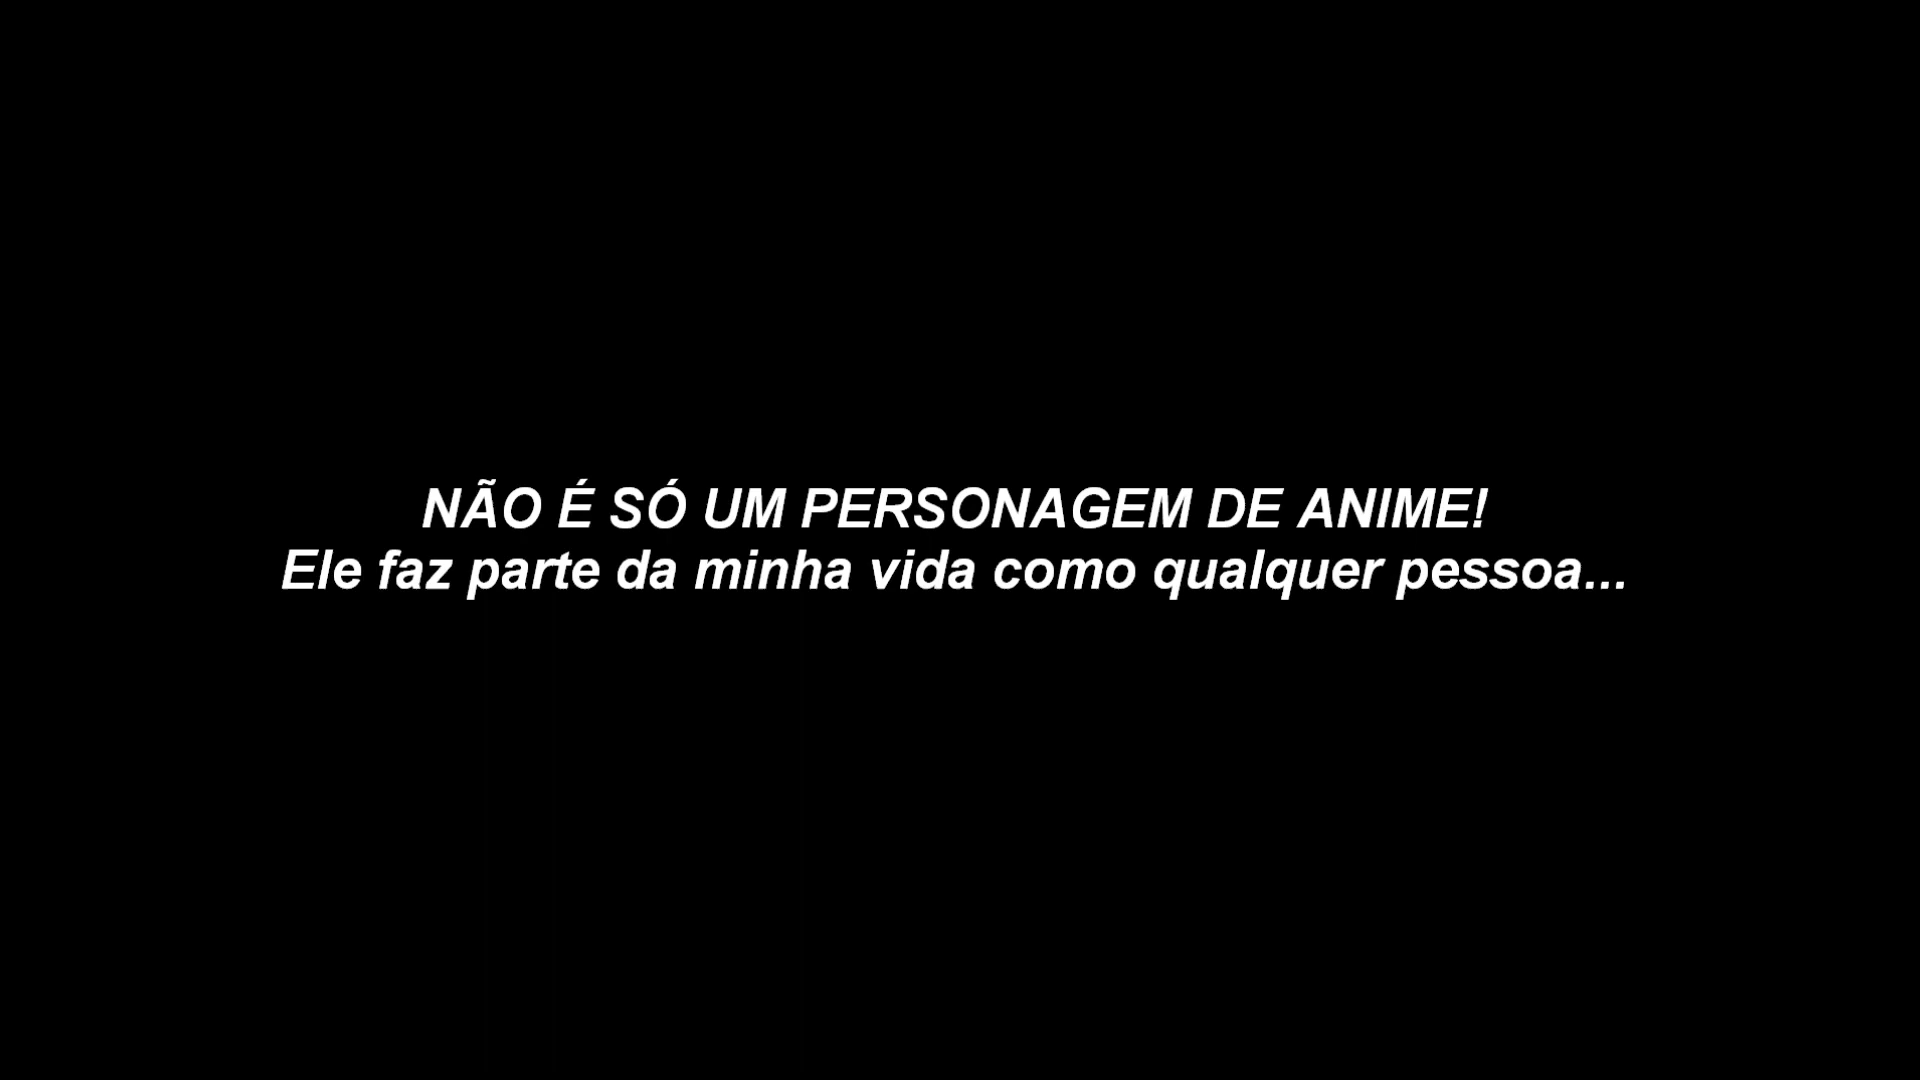 NÃO É SÓ UM PERSONAGEM DE ANIME!
Ele faz parte da minha vida como qualquer pessoa...